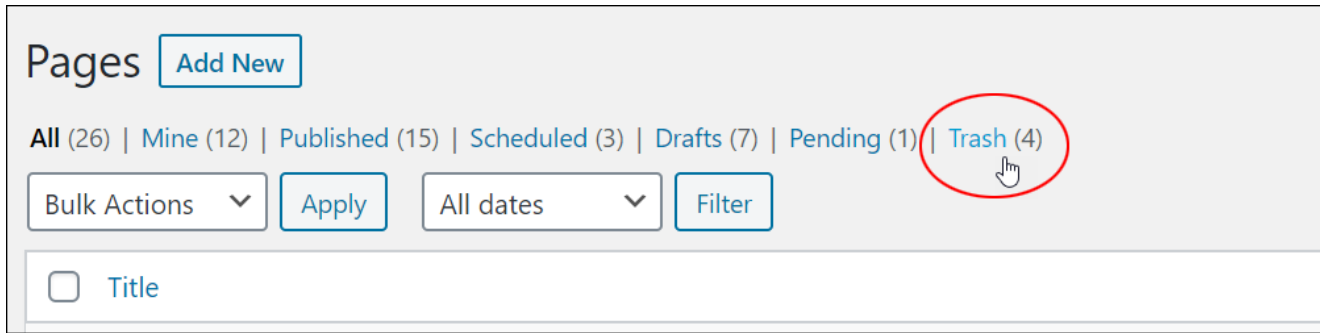 Pages Add New
All (26) | Mine (12) | Published (15) | Scheduled (3) | Drafts (7) | Pending (1) | Trash (4)
Bulk Actions Apply All dates Filter
Title